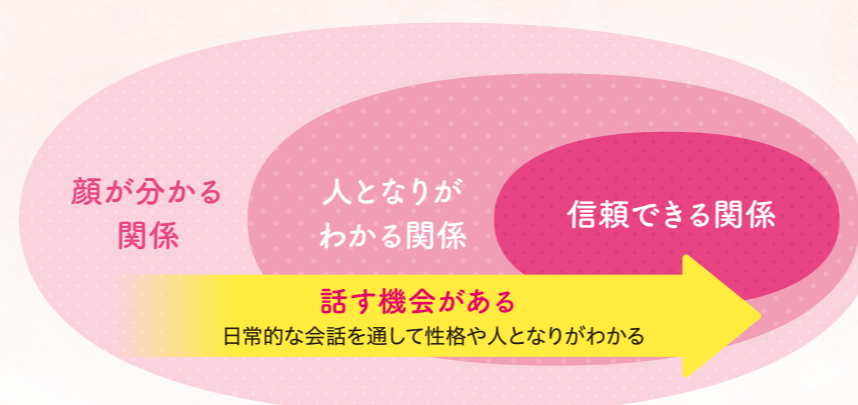 顔が分かる
関係
人となりが
わかる関係
信頼できる関係
話す機会がある
日常的な会話を通して性格や人となりがわかる